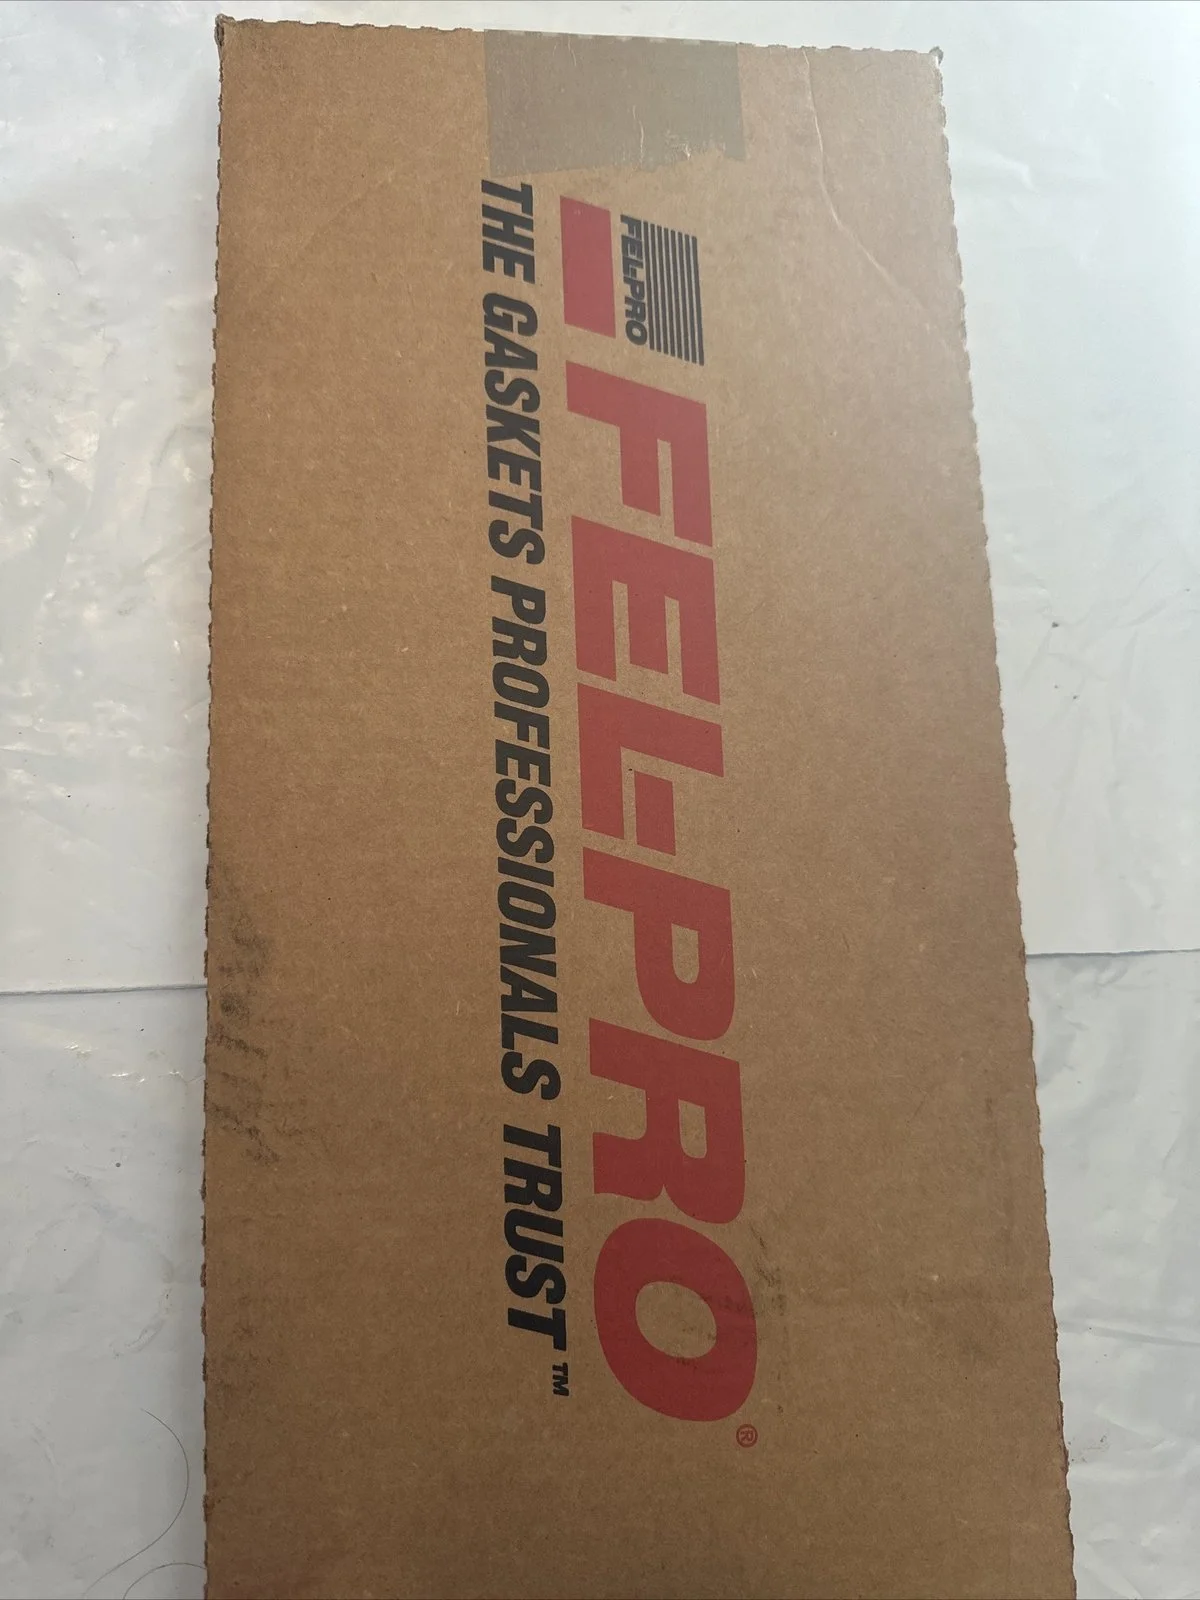 FEL-PRO
FEL-PRO®
THE GASKETS PROFESSIONALS TRUST™